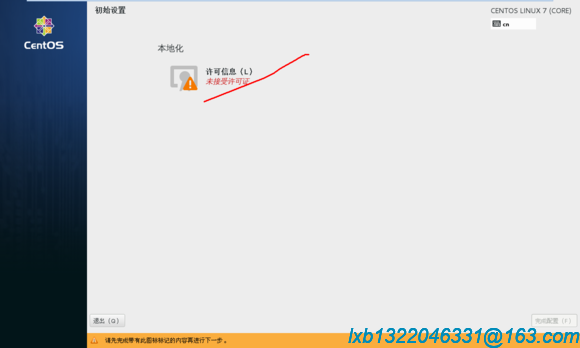 初始设置
CENTOS LINUX 7 (CORE)
cn
CentOS
本地化
许可信息（L）
未接受许可证
退出（Q）
完成配置（F）
请先完成带有此图标标记的内容再进行下一步。
lxb1322046331@163.com